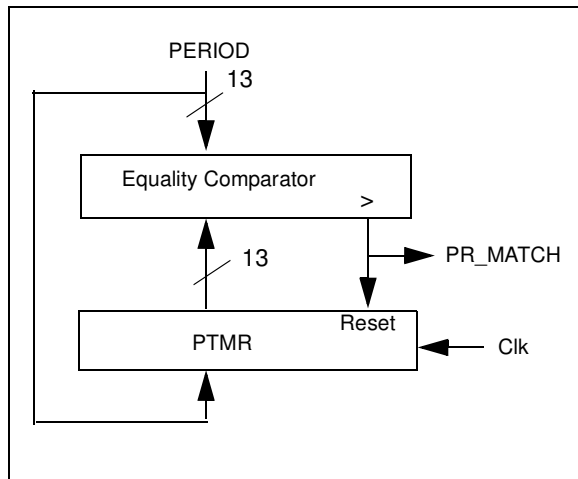 PERIOD
13
Equality Comparator
>
13
PR_MATCH
Reset
PTMR
Clk